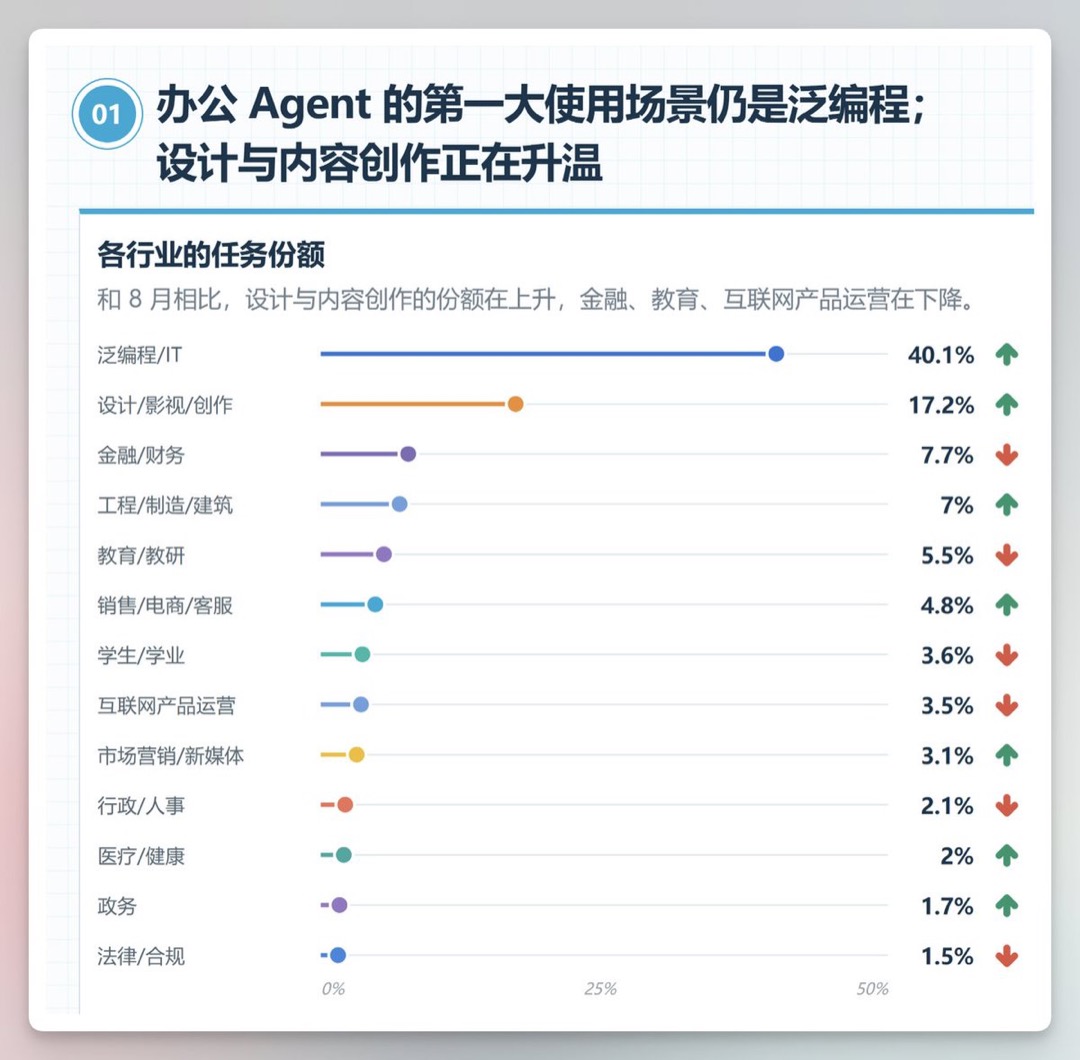 01
办公 Agent 的第一大使用场景仍是泛编程；
设计与内容创作正在升温
各行业的任务份额
和 8 月相比，设计与内容创作的份额在上升，金融、教育、互联网产品运营在下降。
泛编程/IT 40.1%
设计/影视/创作 17.2%
金融/财务 7.7%
工程/制造/建筑 7%
教育/教研 5.5%
销售/电商/客服 4.8%
学生/学业 3.6%
互联网产品运营 3.5%
市场营销/新媒体 3.1%
行政/人事 2.1%
医疗/健康 2%
政务 1.7%
法律/合规 1.5%
0% 25% 50%